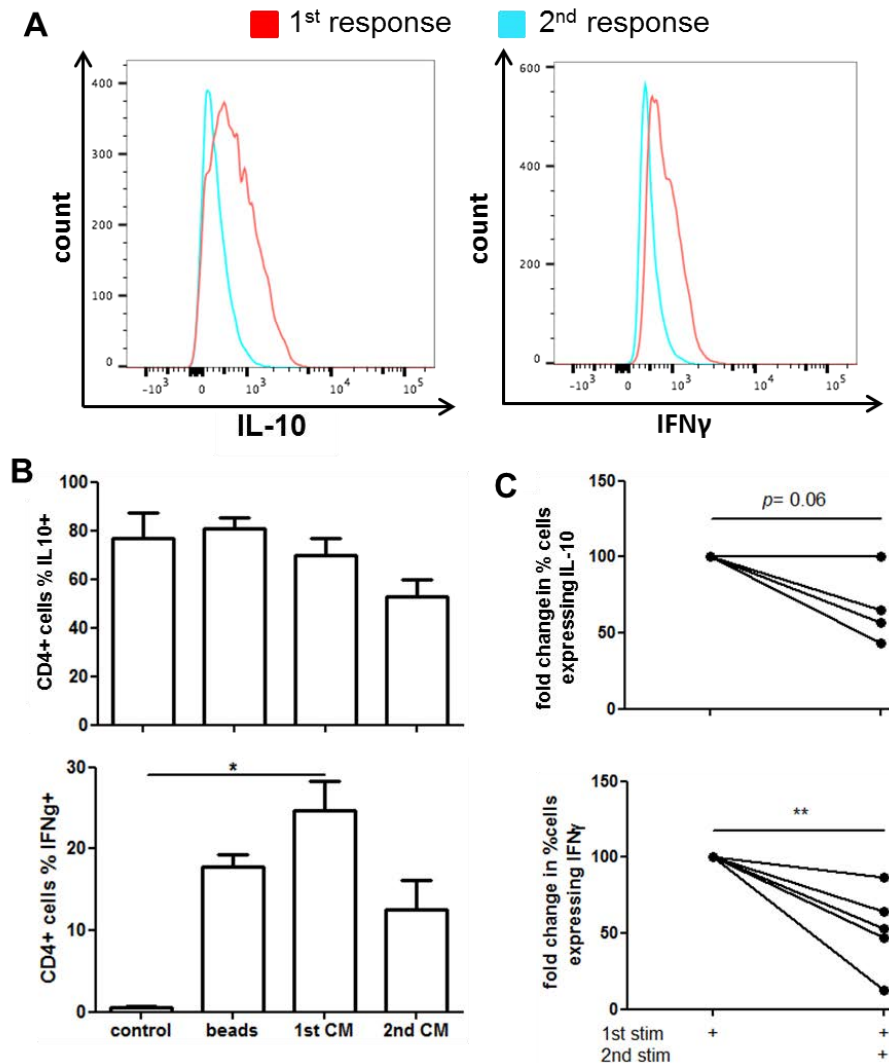 A
1st response 2nd response
400
300
200
100
0
count
-10³ 0 10³ 10⁴ 10⁵
IL-10
600
400
200
0
count
-10³ 0 10³ 10⁴ 10⁵
IFNγ
B
100
80
60
40
20
0
CD4+ cells % IL10+
30
20
10
0
CD4+ cells % IFNg+
control beads 1st CM 2nd CM
*
C
150
100
50
0
fold change in % cells
expressing IL-10
p= 0.06
150
100
50
0
fold change in %cells
expressing IFNγ
**
1st stim + +
2nd stim +